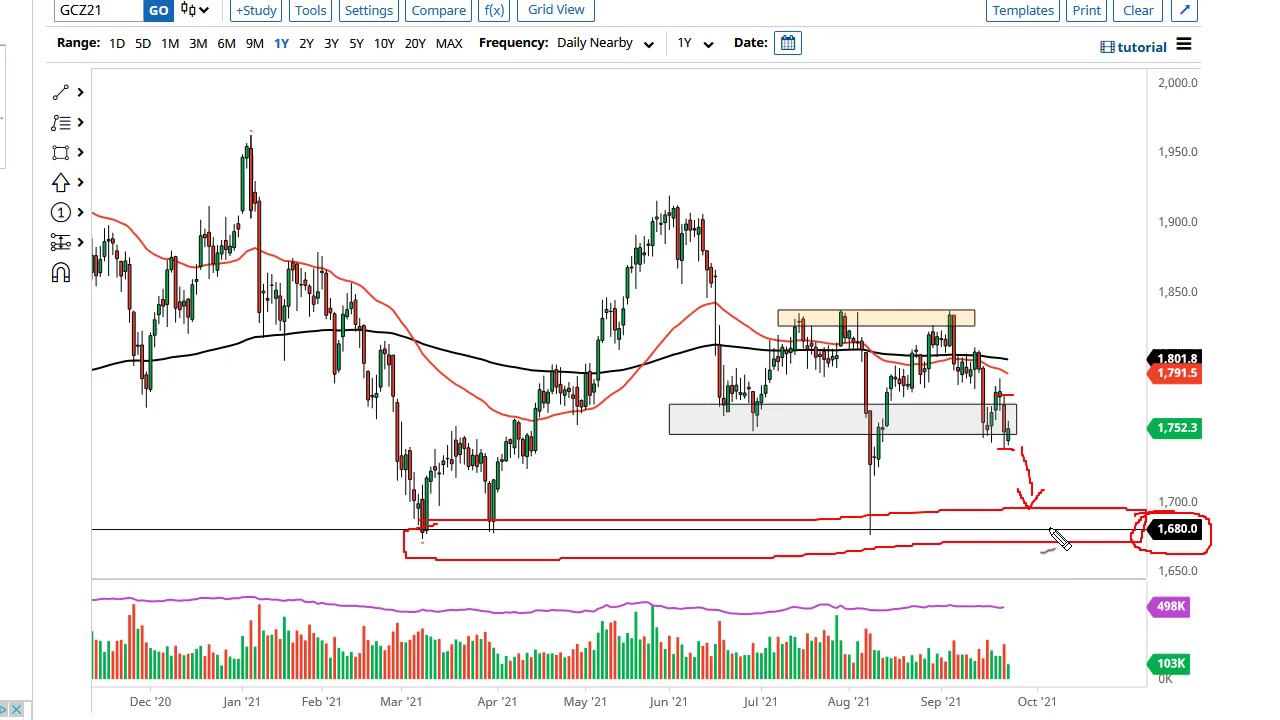 GCZ21 GO +Study Tools Settings Compare f(x) Grid View Templates Print Clear
Range: 1D 5D 1M 3M 6M 9M 1Y 2Y 3Y 5Y 10Y 20Y MAX Frequency: Daily Nearby 1Y Date: tutorial
1
2,000.0
1,950.0
1,900.0
1,850.0
1,801.8
1,791.5
1,752.3
1,700.0
1,680.0
1,650.0
498K
103K
0K
Dec '20 Jan '21 Feb '21 Mar '21 Apr '21 May '21 Jun '21 Jul '21 Aug '21 Sep '21 Oct '21